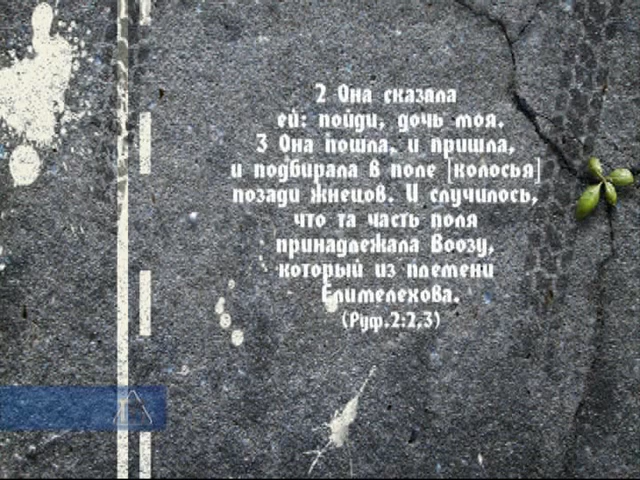 2 Она сказала
ей: пойди, дочь моя.
3 Она пошла, и пришла,
и подбирала в поле [колосья]
позади жнецов. И случилось,
что та часть поля
принадлежала Воозу,
который из племени
Елимелехова.
(Руф.2:2,3)